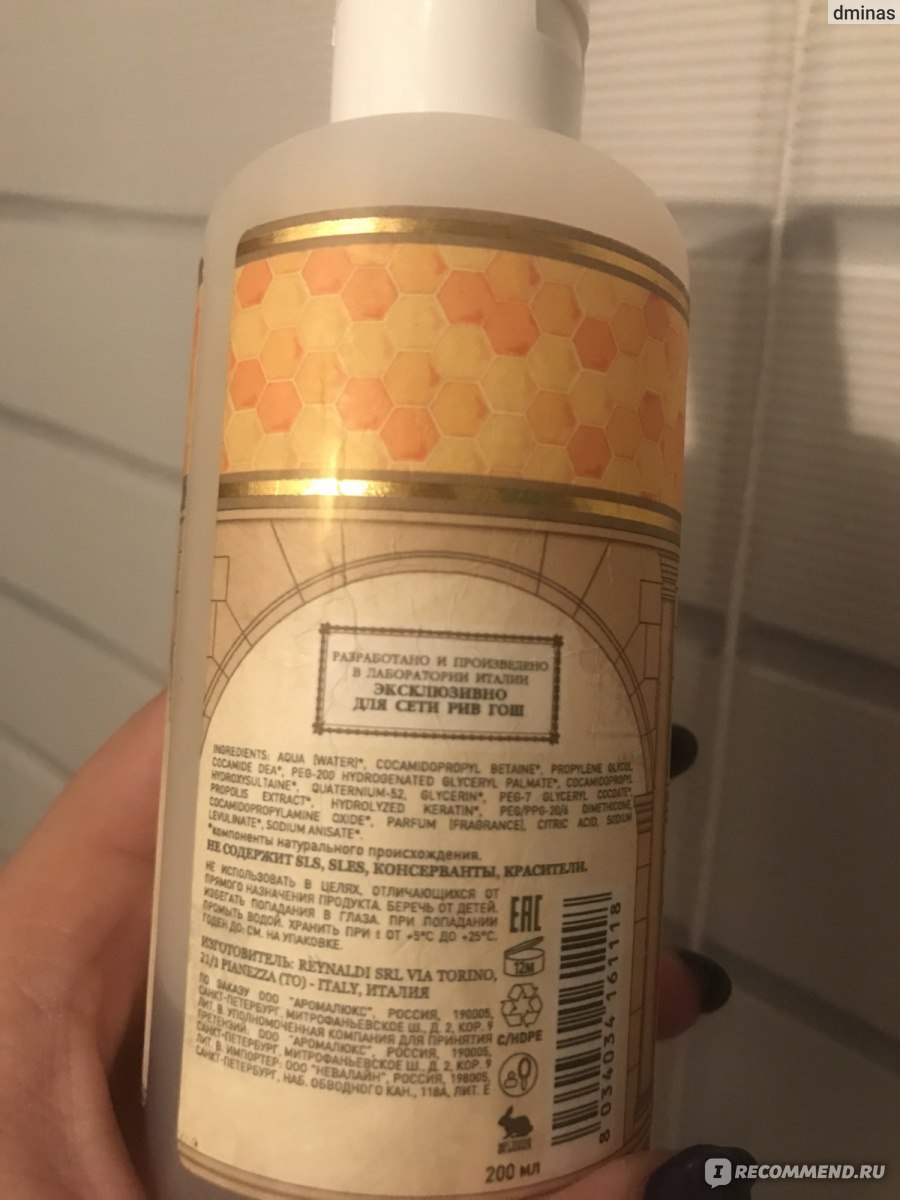 dminas
РАЗРАБОТАНО И ПРОИЗВЕДЕНО
В ЛАБОРАТОРИИ ИТАЛИИ
ЭКСКЛЮЗИВНО
ДЛЯ СЕТИ РИВ ГОШ
INGREDIENTS: AQUA (WATER)*, COCAMIDOPROPYL BETAINE*, PROPYLENE GLYCOL,
COCAMIDE DEA*, PEG-200 HYDROGENATED GLYCERYL PALMATE*, COCAMIDOPROPYL
HYDROXYSULTAINE*, QUATERNIUM-52, GLYCERIN*, PEG-7 GLYCERYL COCOATE*,
PROPOLIS EXTRACT*, HYDROLYZED KERATIN*, PEG/PPG-20/6 DIMETHICONE,
COCAMIDOPROPYLAMINE OXIDE*, PARFUM (FRAGRANCE), CITRIC ACID, SODIUM
LEVULINATE*, SODIUM ANISATE*.
*компоненты натурального происхождения.
НЕ СОДЕРЖИТ SLS, SLES, КОНСЕРВАНТЫ, КРАСИТЕЛИ.
НЕ ИСПОЛЬЗОВАТЬ В ЦЕЛЯХ, ОТЛИЧАЮЩИХСЯ ОТ
ПРЯМОГО НАЗНАЧЕНИЯ ПРОДУКТА. БЕРЕЧЬ ОТ ДЕТЕЙ.
ИЗБЕГАТЬ ПОПАДАНИЯ В ГЛАЗА. ПРИ ПОПАДАНИИ
ПРОМЫТЬ ВОДОЙ. ХРАНИТЬ ПРИ t ОТ +5°C ДО +25°C.
ГОДЕН ДО: СМ. НА УПАКОВКЕ.
ИЗГОТОВИТЕЛЬ: REYNALDI SRL VIA TORINO,
21/1 PIANEZZA (TO) - ITALY, ИТАЛИЯ
ПО ЗАКАЗУ ООО "АРОМАЛЮКС", РОССИЯ, 190005,
САНКТ-ПЕТЕРБУРГ, МИТРОФАНЬЕВСКОЕ Ш., Д. 2, КОР. 9
ЛИТ. В. УПОЛНОМОЧЕННАЯ КОМПАНИЯ ДЛЯ ПРИНЯТИЯ
ПРЕТЕНЗИЙ: ООО "АРОМАЛЮКС", РОССИЯ, 190005,
САНКТ-ПЕТЕРБУРГ, МИТРОФАНЬЕВСКОЕ Ш., Д. 2, КОР. 9
ЛИТ. В. ИМПОРТЕР: ООО "НЕВАЛАЙН", РОССИЯ, 198005,
САНКТ-ПЕТЕРБУРГ, НАБ. ОБВОДНОГО КАН., 118А, ЛИТ. Е
ЕАС
12м
C/HDPE
8034034161118
200 мл
IRECOMMEND.RU